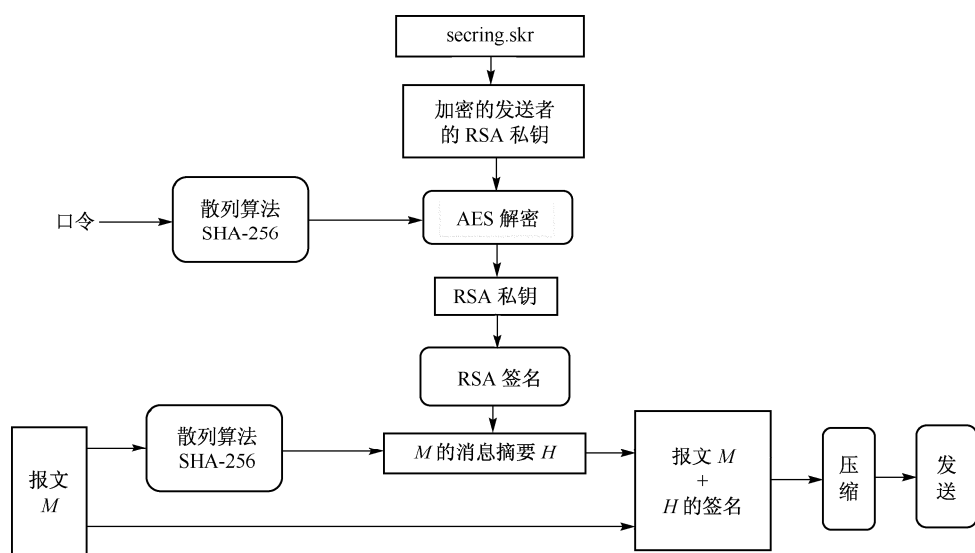 secring.skr
加密的发送者
的 RSA 私钥
口令
散列算法
SHA-256
AES 解密
RSA 私钥
RSA 签名
报文
M
散列算法
SHA-256
M 的消息摘要 H
报文 M
+
H 的签名
压
缩
发
送